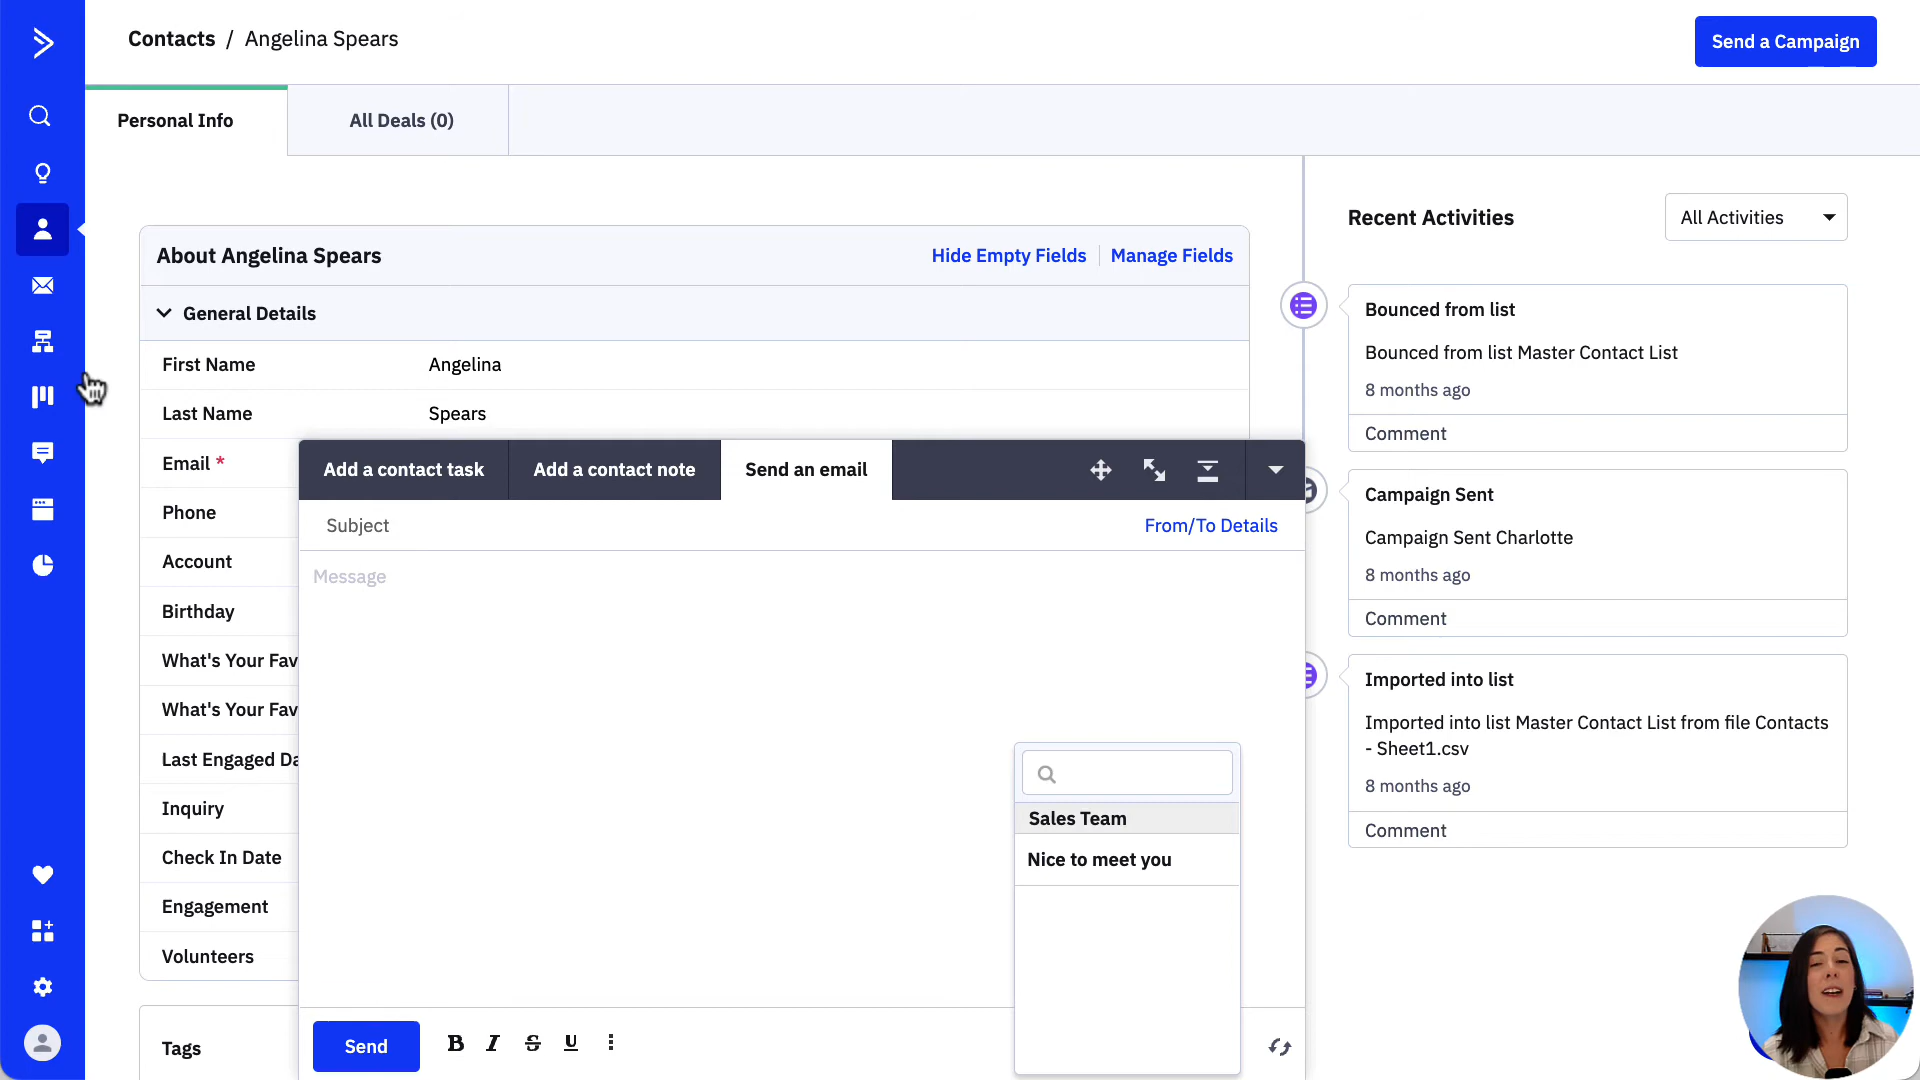 Contacts / Angelina Spears
Send a Campaign
Personal Info
All Deals (0)
About Angelina Spears
Hide Empty Fields
Manage Fields
General Details
First Name
Angelina
Last Name
Spears
Email *
Phone
Account
Birthday
What's Your Fav
What's Your Fav
Last Engaged Da
Inquiry
Check In Date
Engagement
Volunteers
Tags
Add a contact task
Add a contact note
Send an email
Subject
From/To Details
Message
Sales Team
Nice to meet you
Send
B I S U
Recent Activities
All Activities
Bounced from list
Bounced from list Master Contact List
8 months ago
Comment
Campaign Sent
Campaign Sent Charlotte
8 months ago
Comment
Imported into list
Imported into list Master Contact List from file Contacts
- Sheet1.csv
8 months ago
Comment